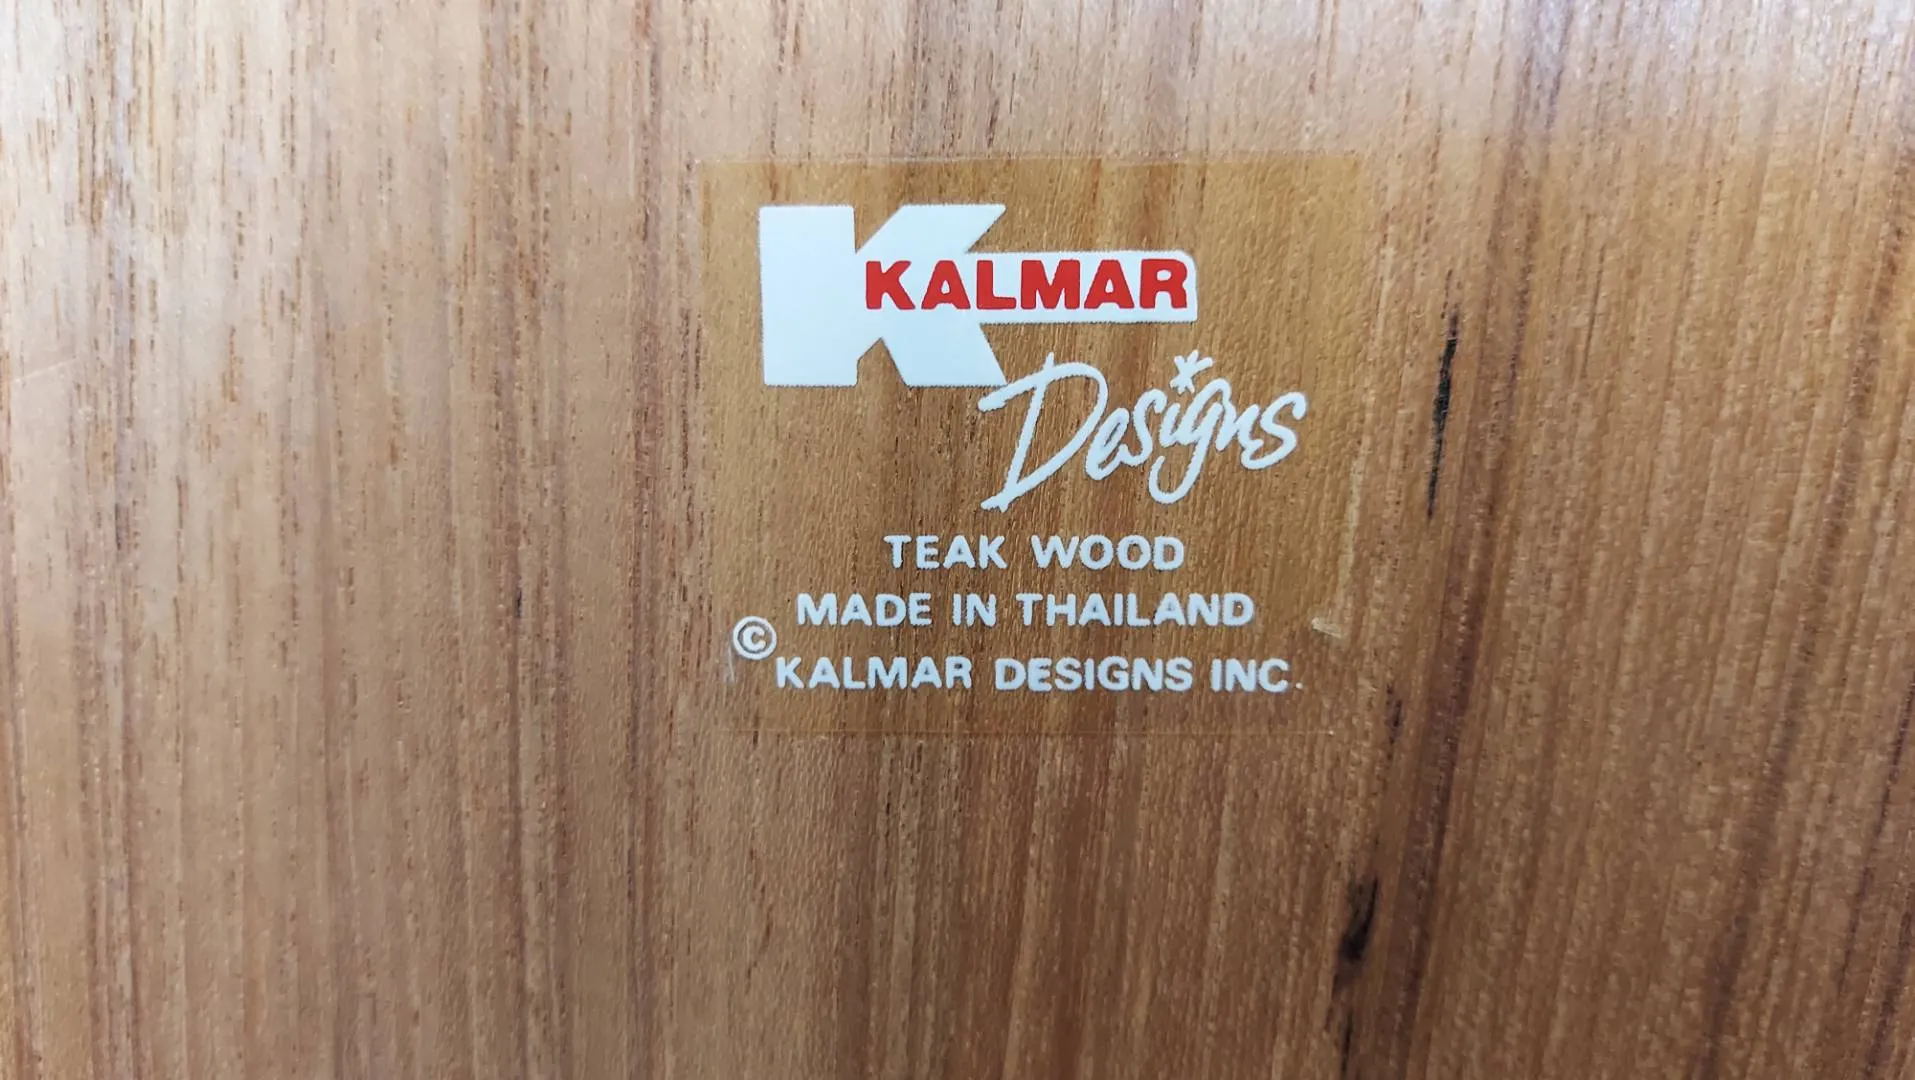 K
KALMAR
Designs
TEAK WOOD
MADE IN THAILAND
© KALMAR DESIGNS INC.